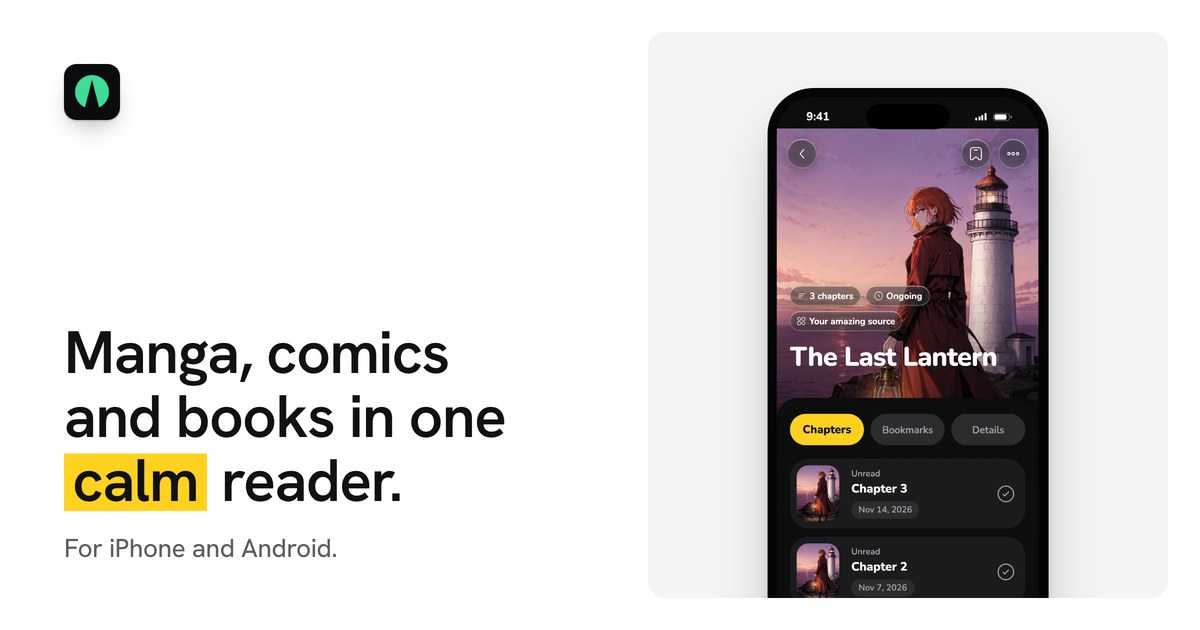 Manga, comics
and books in one
calm reader.
For iPhone and Android.
9:41
3 chapters
Ongoing
Your amazing source
The Last Lantern
Chapters
Bookmarks
Details
Unread
Chapter 3
Nov 14, 2026
Unread
Chapter 2
Nov 7, 2026